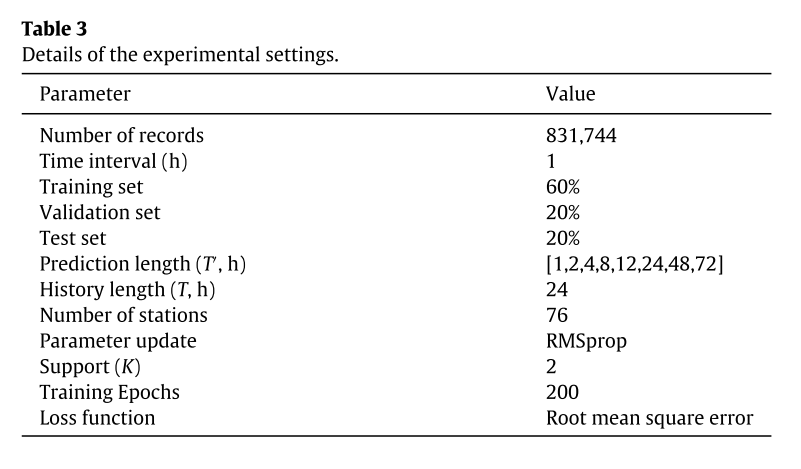 Table 3
Details of the experimental settings.
Parameter Value
Number of records 831,744
Time interval (h) 1
Training set 60%
Validation set 20%
Test set 20%
Prediction length (T′, h) [1,2,4,8,12,24,48,72]
History length (T, h) 24
Number of stations 76
Parameter update RMSprop
Support (K) 2
Training Epochs 200
Loss function Root mean square error